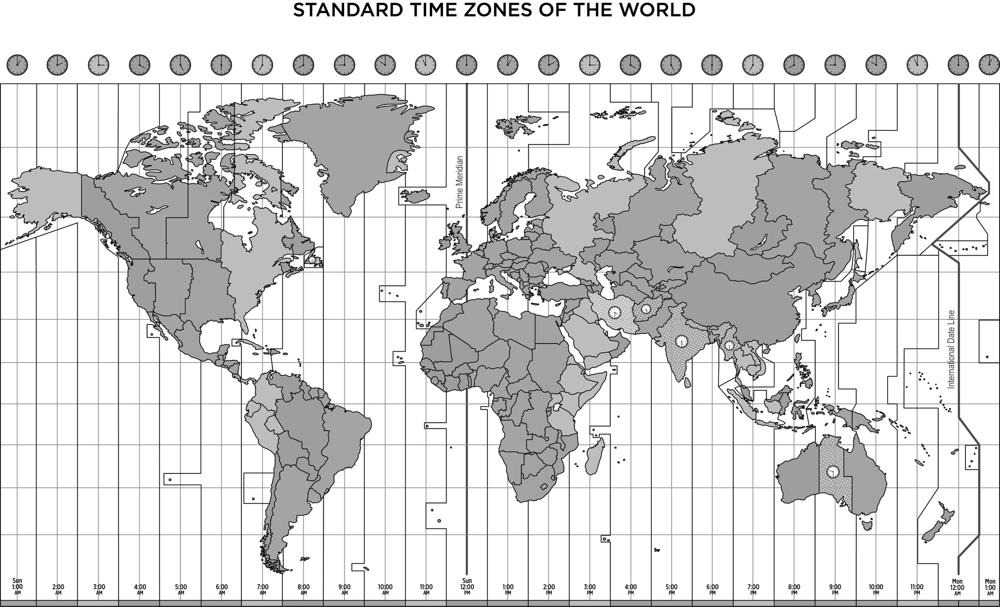 STANDARD TIME ZONES OF THE WORLD
Prime Meridian
International Date Line
Sun
1:00
AM
2:00
AM
3:00
AM
4:00
AM
5:00
AM
6:00
AM
7:00
AM
8:00
AM
9:00
AM
10:00
AM
11:00
AM
Sun
12:00
PM
1:00
PM
2:00
PM
3:00
PM
4:00
PM
5:00
PM
6:00
PM
7:00
PM
8:00
PM
9:00
PM
10:00
PM
11:00
PM
Mon
12:00
AM
Mon
1:00
AM